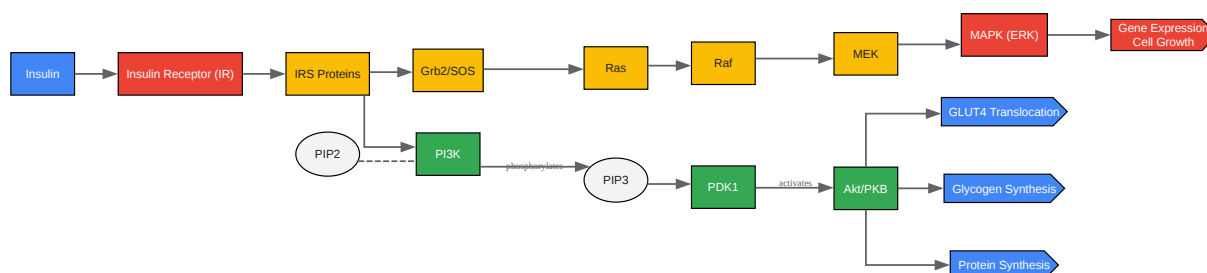 Insulin
Insulin Receptor (IR)
IRS Proteins
Grb2/SOS
Ras
Raf
MEK
MAPK (ERK)
Gene Expression
Cell Growth
PIP2
PI3K
phosphorylates
PIP3
PDK1
activates
Akt/PKB
GLUT4 Translocation
Glycogen Synthesis
Protein Synthesis